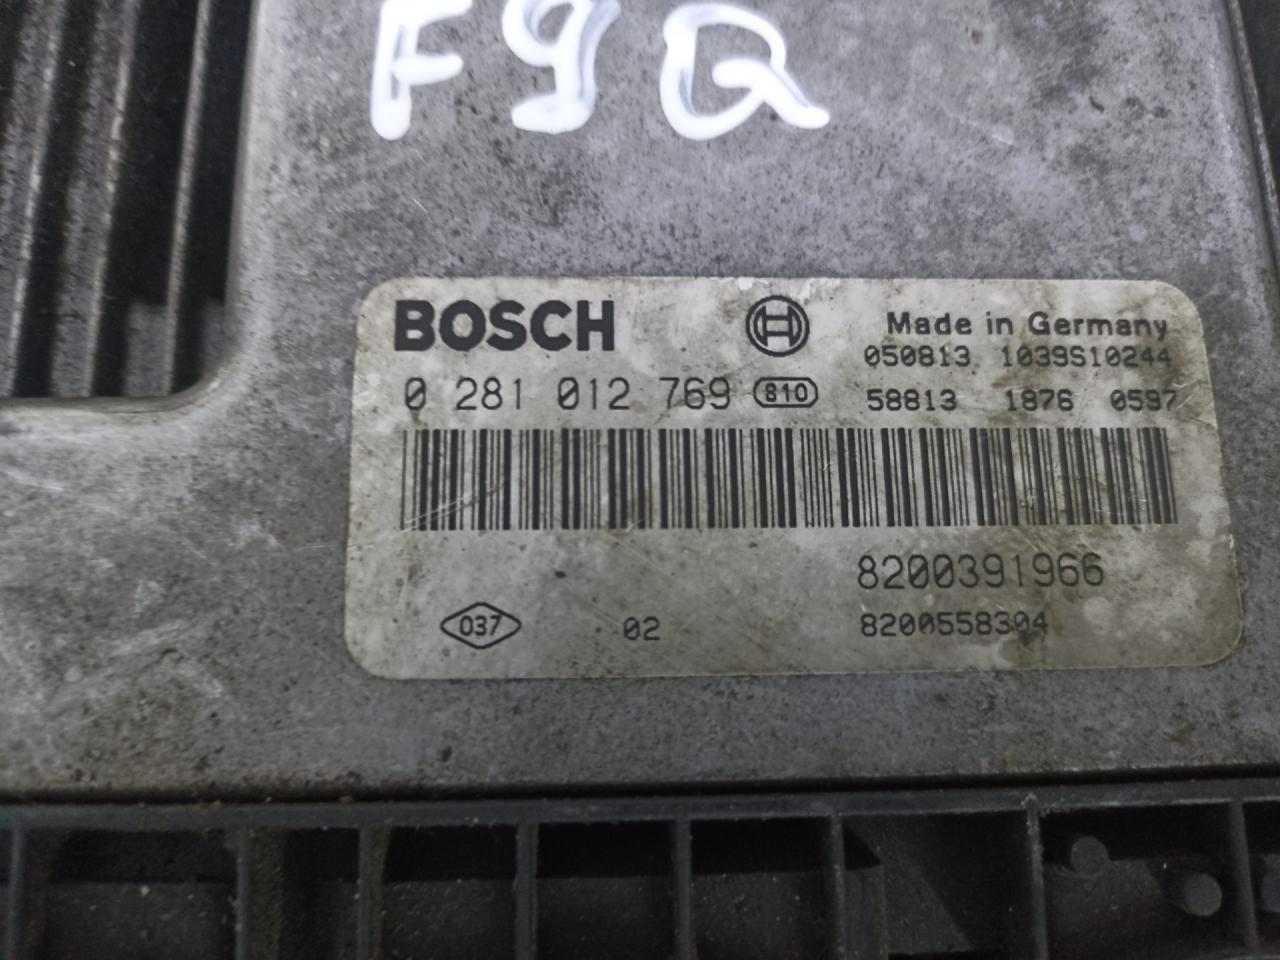 F9Q
BOSCH
Made in Germany
050813 1039S10244
0 281 012 769 810
58813 1876 0597
8200391966
037 02 8200558304